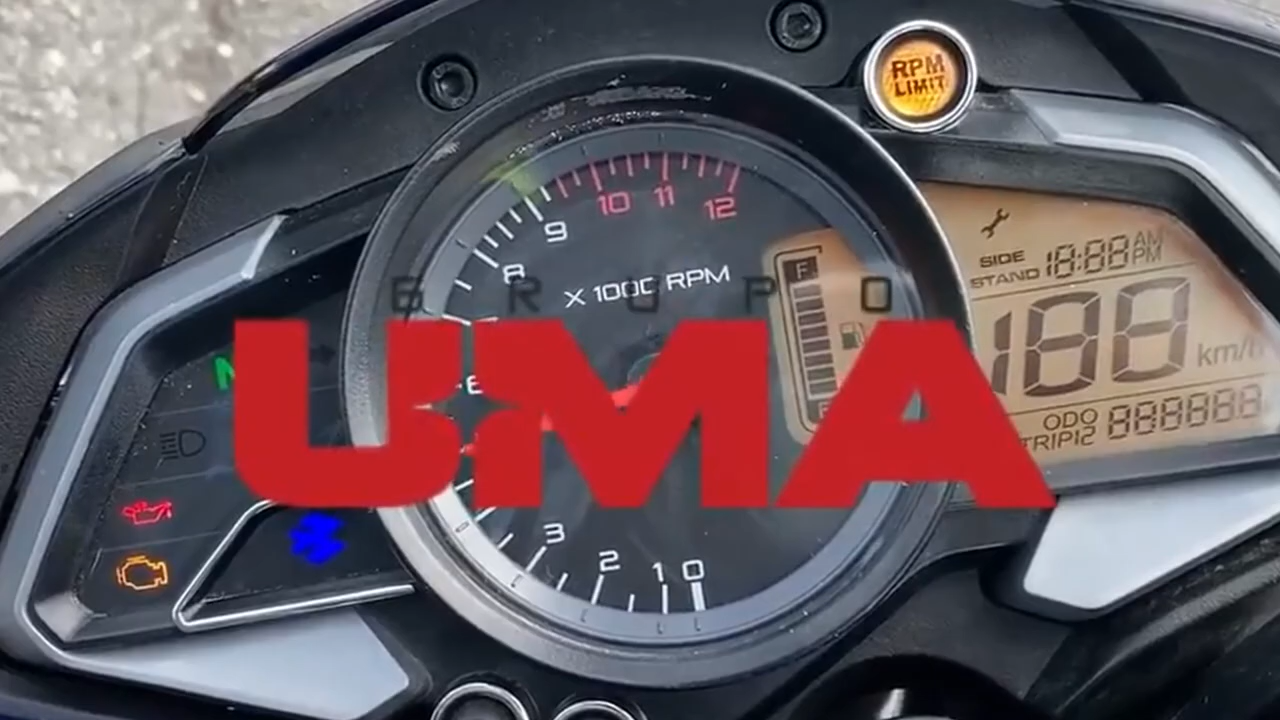 RPM
LIMIT
10 11 12
9
8
X 1000 RPM
GRUPO
UMA
F
SIDE
STAND
18:88
AM
PM
188
km/h
ODO
TRIP12
888888
N
3
2
1
0